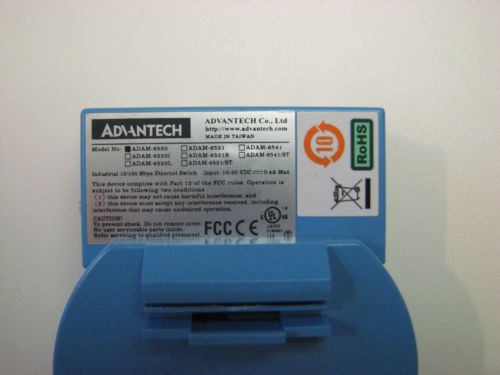 ADVANTECH
ADVANTECH Co., Ltd
http://www.advantech.com
MADE IN TAIWAN
Model No: ADAM-6520 ADAM-6521 ADAM-6541
ADAM-6520I ADAM-6521S ADAM-6541/ST
ADAM-6520L ADAM-6521/ST
Industrial 10/100 Mbps Ethernet Switch Input: 10-30 VDC 0.4A Max
This device complies with Part 15 of the FCC rules. Operation is
subject to following two conditions
(1) this device may not cause harmful interference, and
(2) this device must accept any interference received, including
interference that may cause undesired operation.
CAUTION:
To prevent shock. Do not remove cover.
No user serviceable parts inside.
Refer servicing to qualified personnel.
FCC CE
UL
LISTED
10
RoHS